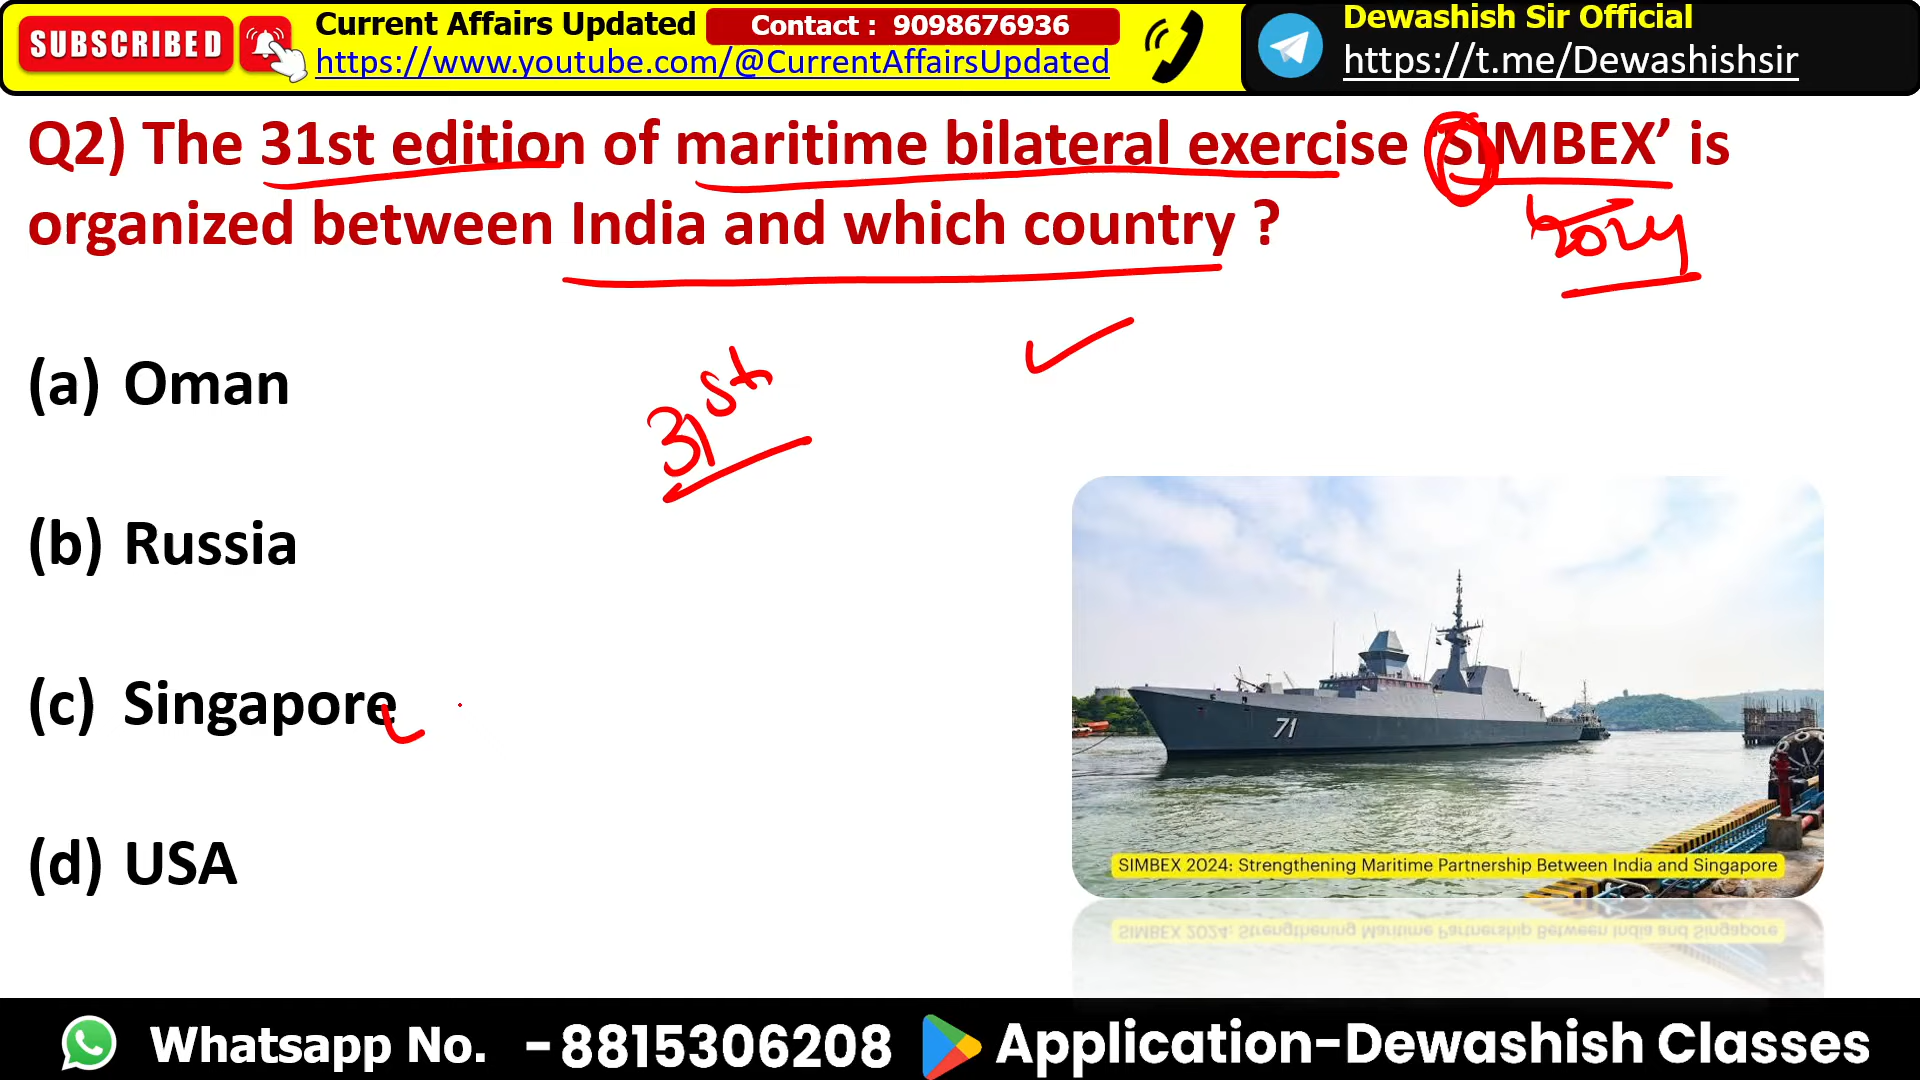 SUBSCRIBED
Current Affairs Updated
Contact : 9098676936
https://www.youtube.com/@CurrentAffairsUpdated
Dewashish Sir Official
https://t.me/Dewashishsir
Q2) The 31st edition of maritime bilateral exercise ‘SIMBEX’ is
organized between India and which country ?
2024
(a) Oman
31st
(b) Russia
(c) Singapore
(d) USA
71
SIMBEX 2024: Strengthening Maritime Partnership Between India and Singapore
Whatsapp No. -8815306208
Application-Dewashish Classes